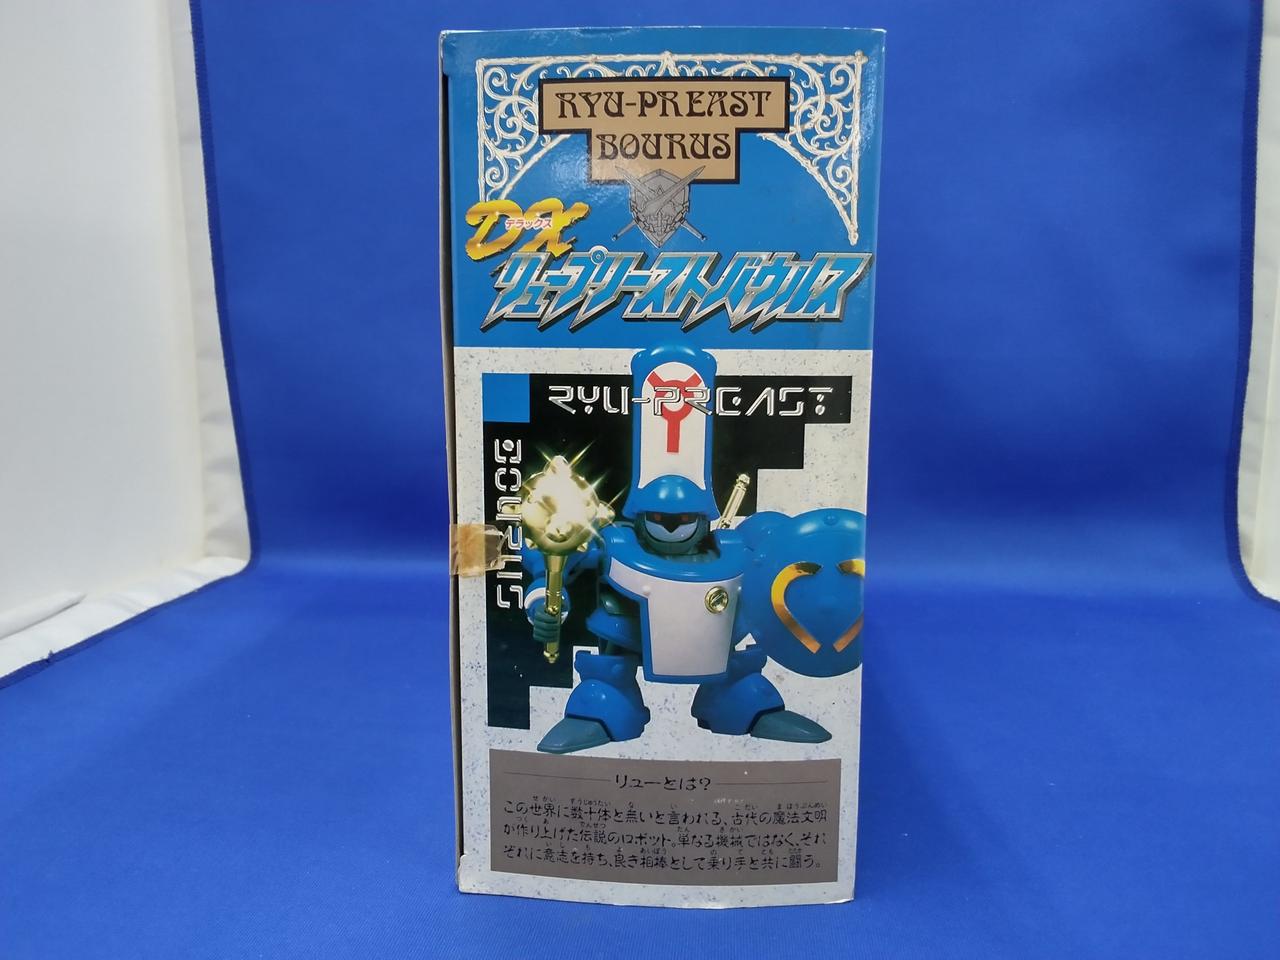 RYU-PREAST
BOURUS
DX
デラックス
リュープリーストバウルス
RYU-PREAST
BOURUS
リューとは?
この世界に数十体と無いと言われる、古代の魔法文明
が作り上げた伝説のロボット。単なる機械ではなく、それ
ぞれに意志を持ち、良き相棒として乗り手と共に闘う。